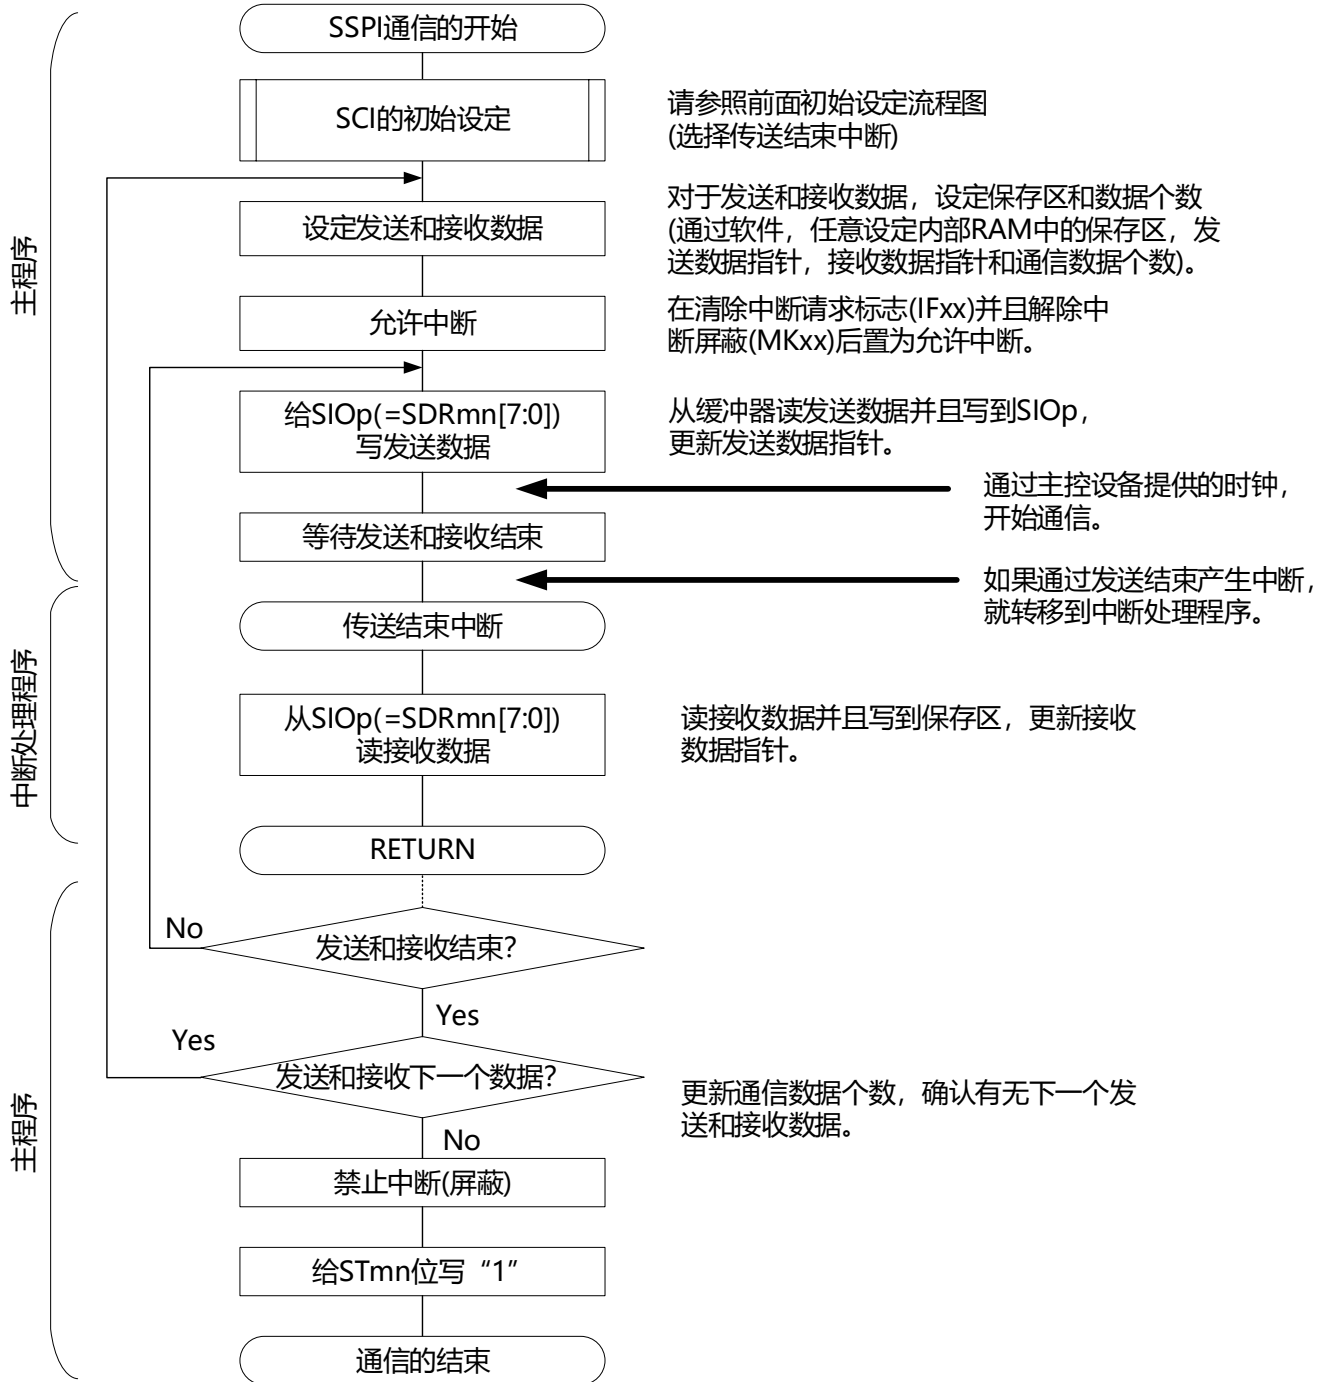 SSPI通信的开始
SCI的初始设定
请参照前面初始设定流程图
(选择传送结束中断)
主程序
设定发送和接收数据
对于发送和接收数据，设定保存区和数据个数
(通过软件，任意设定内部RAM中的保存区，发
送数据指针，接收数据指针和通信数据个数)。
允许中断
在清除中断请求标志(IFxx)并且解除中
断屏蔽(MKxx)后置为允许中断。
给SIOp(=SDRmn[7:0])
写发送数据
从缓冲器读发送数据并且写到SIOp，
更新发送数据指针。
通过主控设备提供的时钟，
开始通信。
等待发送和接收结束
如果通过发送结束产生中断，
就转移到中断处理程序。
中断处理程序
传送结束中断
从SIOp(=SDRmn[7:0])
读接收数据
读接收数据并且写到保存区，更新接收
数据指针。
RETURN
No
发送和接收结束?
Yes
Yes
发送和接收下一个数据?
更新通信数据个数，确认有无下一个发
送和接收数据。
主程序
No
禁止中断(屏蔽)
给STmn位写“1”
通信的结束